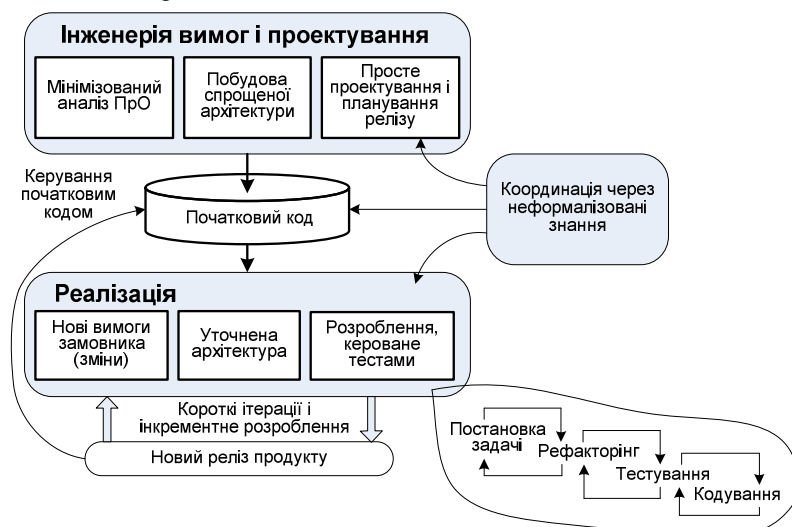 Інженерія вимог і проектування
Мінімізований
аналіз ПрО
Побудова
спрощеної
архітектури
Просте
проектування і
планування
релізу
Керування
початковим
кодом
Початковий код
Координація через
неформалізовані
знання
Реалізація
Нові вимоги
замовника
(зміни)
Уточнена
архітектура
Розроблення,
кероване
тестами
Короткі ітерації і
інкрементне розроблення
Новий реліз продукту
Постановка
задачі
Рефакторінг
Тестування
Кодування